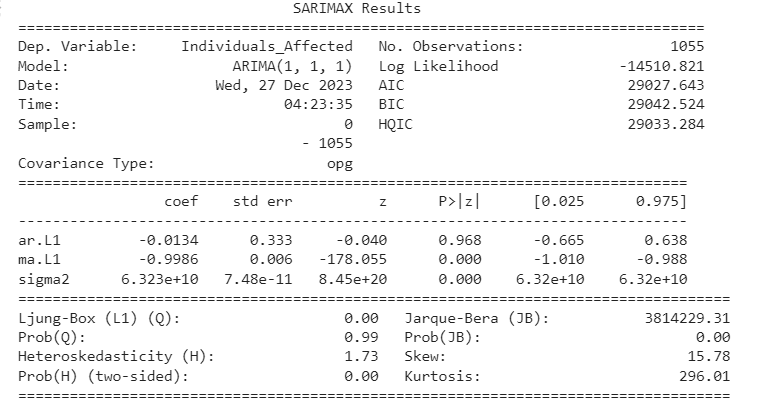 SARIMAX Results
==============================================================================
Dep. Variable:     Individuals_Affected   No. Observations:                 1055
Model:                   ARIMA(1, 1, 1)   Log Likelihood              -14510.821
Date:                  Wed, 27 Dec 2023   AIC                          29027.643
Time:                          04:23:35   BIC                          29042.524
Sample:                               0   HQIC                         29033.284
- 1055
Covariance Type:                    opg
==============================================================================
coef    std err          z      P>|z|      [0.025      0.975]
------------------------------------------------------------------------------
ar.L1         -0.0134      0.333     -0.040      0.968      -0.665       0.638
ma.L1         -0.9986      0.006   -178.055      0.000      -1.010      -0.988
sigma2      6.323e+10   7.48e-11   8.45e+20      0.000    6.32e+10    6.32e+10
==============================================================================
Ljung-Box (L1) (Q):                   0.00   Jarque-Bera (JB):        3814229.31
Prob(Q):                              0.99   Prob(JB):                      0.00
Heteroskedasticity (H):               1.73   Skew:                         15.78
Prob(H) (two-sided):                  0.00   Kurtosis:                    296.01
==============================================================================